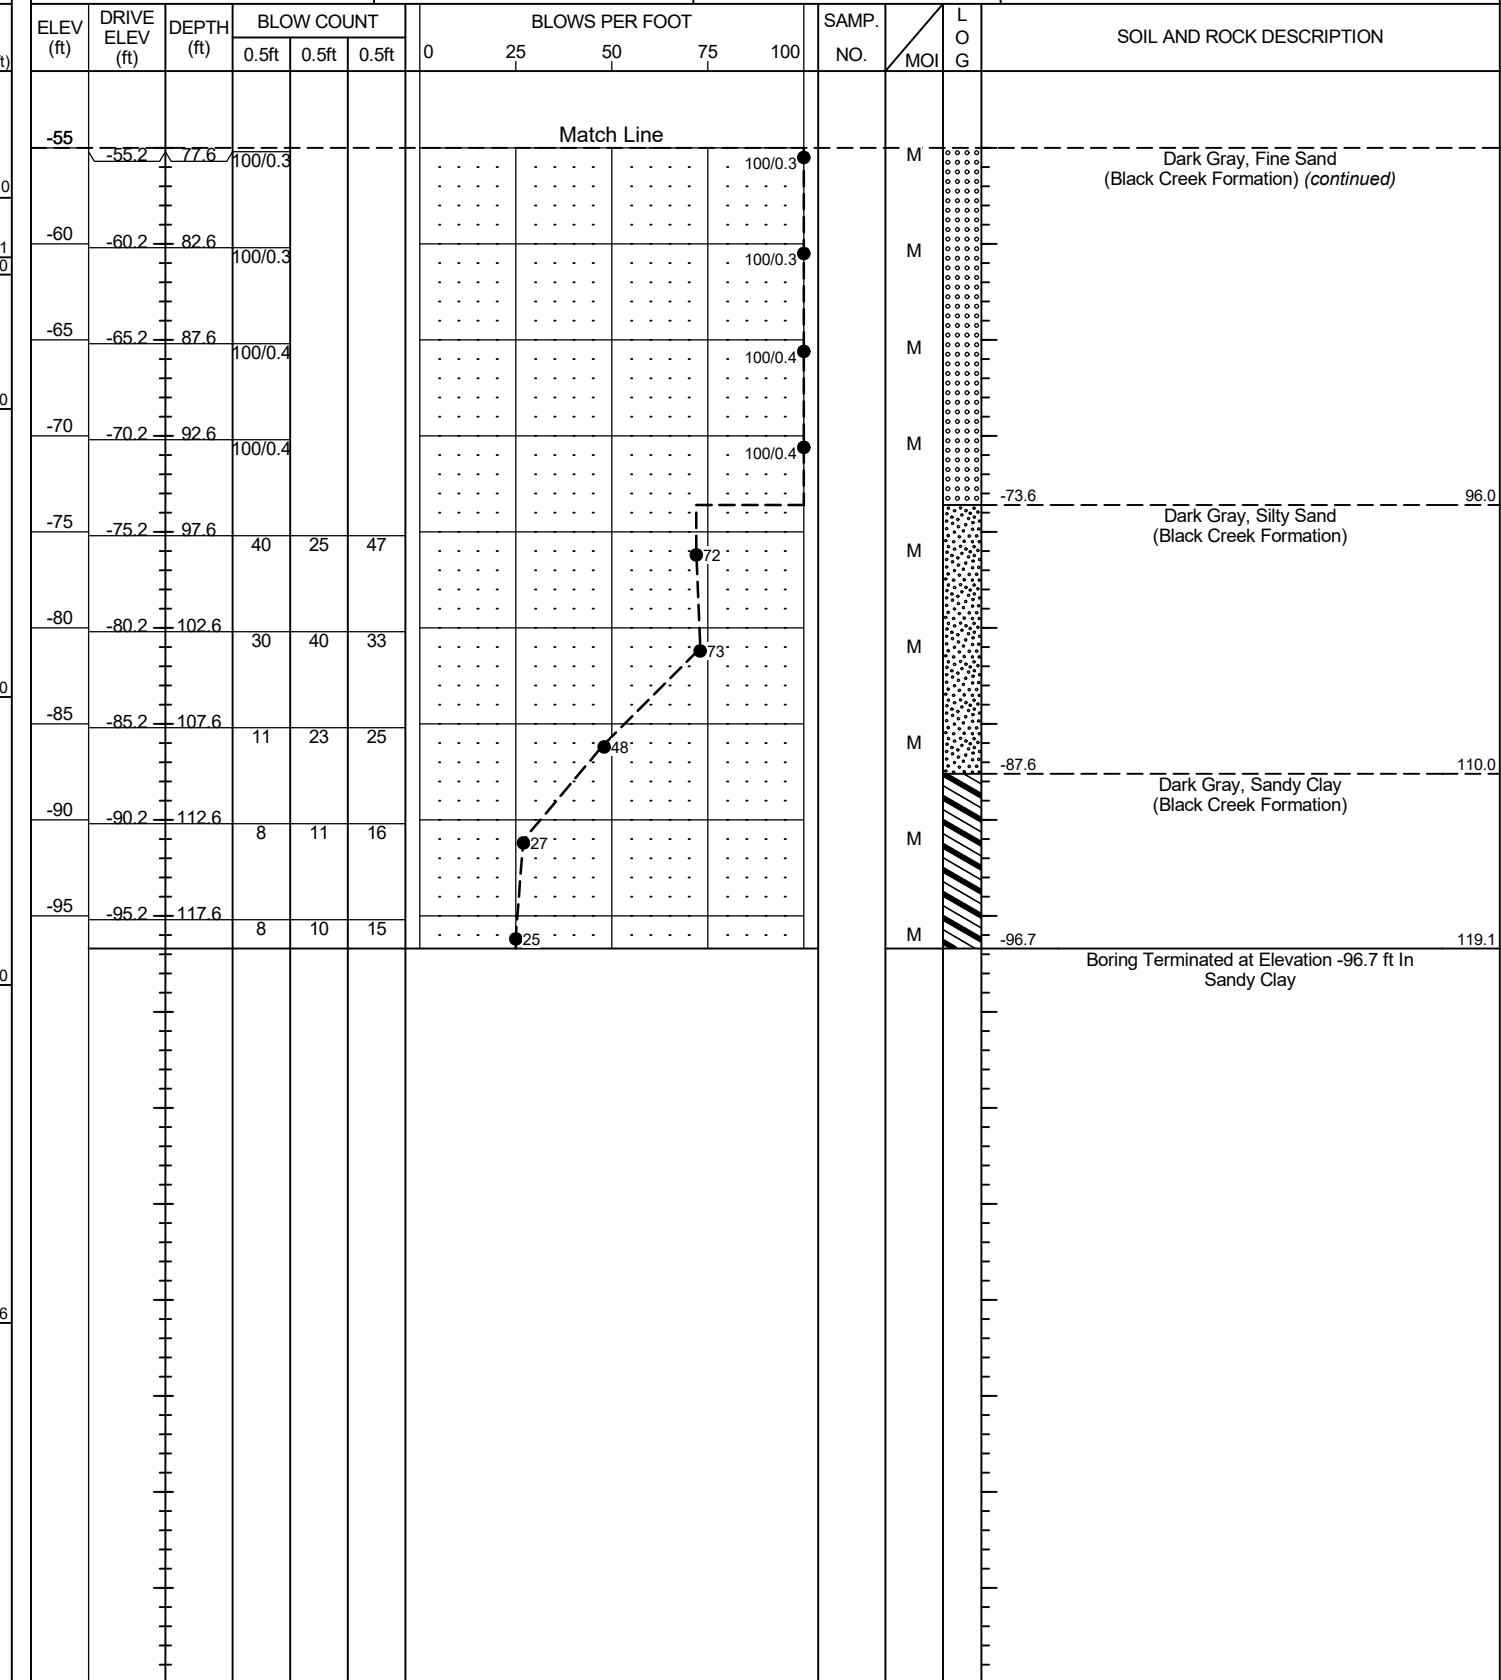 ELEV (ft) DRIVE ELEV (ft) DEPTH (ft) BLOW COUNT BLOWS PER FOOT SAMP. NO. MOI LOG SOIL AND ROCK DESCRIPTION
0.5ft 0.5ft 0.5ft 0 25 50 75 100
t)
Match Line
-55
-55.2 77.6 100/0.3 100/0.3 M Dark Gray, Fine Sand
(Black Creek Formation) (continued)
0
-60
-60.2 82.6 100/0.3 100/0.3 M
1
0
-65
-65.2 87.6 100/0.4 100/0.4 M
0
-70
-70.2 92.6 100/0.4 100/0.4 M
-73.6 96.0
Dark Gray, Silty Sand
(Black Creek Formation)
-75
-75.2 97.6 40 25 47 72 M
-80
-80.2 102.6 30 40 33 73 M
0
-85
-85.2 107.6 11 23 25 48 M
-87.6 110.0
Dark Gray, Sandy Clay
(Black Creek Formation)
-90
-90.2 112.6 8 11 16 27 M
-95
-95.2 117.6 8 10 15 25 M
-96.7 119.1
Boring Terminated at Elevation -96.7 ft In
Sandy Clay
0
6